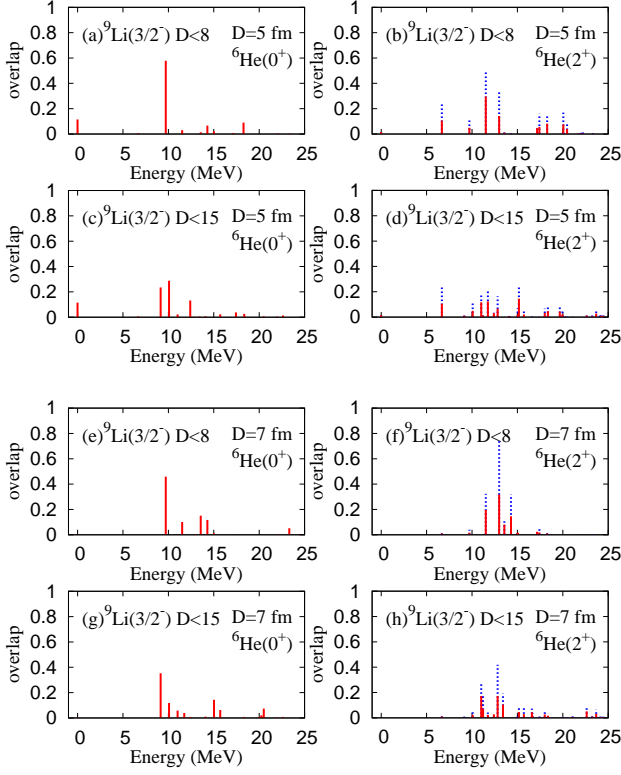 (a)⁹Li(3/2⁻) D<8 D=5 fm
⁶He(0⁺)
overlap
1
0.8
0.6
0.4
0.2
0
0 5 10 15 20 25
Energy (MeV)
(b)⁹Li(3/2⁻) D<8 D=5 fm
⁶He(2⁺)
overlap
1
0.8
0.6
0.4
0.2
0
0 5 10 15 20 25
Energy (MeV)
(c)⁹Li(3/2⁻) D<15 D=5 fm
⁶He(0⁺)
overlap
1
0.8
0.6
0.4
0.2
0
0 5 10 15 20 25
Energy (MeV)
(d)⁹Li(3/2⁻) D<15 D=5 fm
⁶He(2⁺)
overlap
1
0.8
0.6
0.4
0.2
0
0 5 10 15 20 25
Energy (MeV)
(e)⁹Li(3/2⁻) D<8 D=7 fm
⁶He(0⁺)
overlap
1
0.8
0.6
0.4
0.2
0
0 5 10 15 20 25
Energy (MeV)
(f)⁹Li(3/2⁻) D<8 D=7 fm
⁶He(2⁺)
overlap
1
0.8
0.6
0.4
0.2
0
0 5 10 15 20 25
Energy (MeV)
(g)⁹Li(3/2⁻) D<15 D=7 fm
⁶He(0⁺)
overlap
1
0.8
0.6
0.4
0.2
0
0 5 10 15 20 25
Energy (MeV)
(h)⁹Li(3/2⁻) D<15 D=7 fm
⁶He(2⁺)
overlap
1
0.8
0.6
0.4
0.2
0
0 5 10 15 20 25
Energy (MeV)